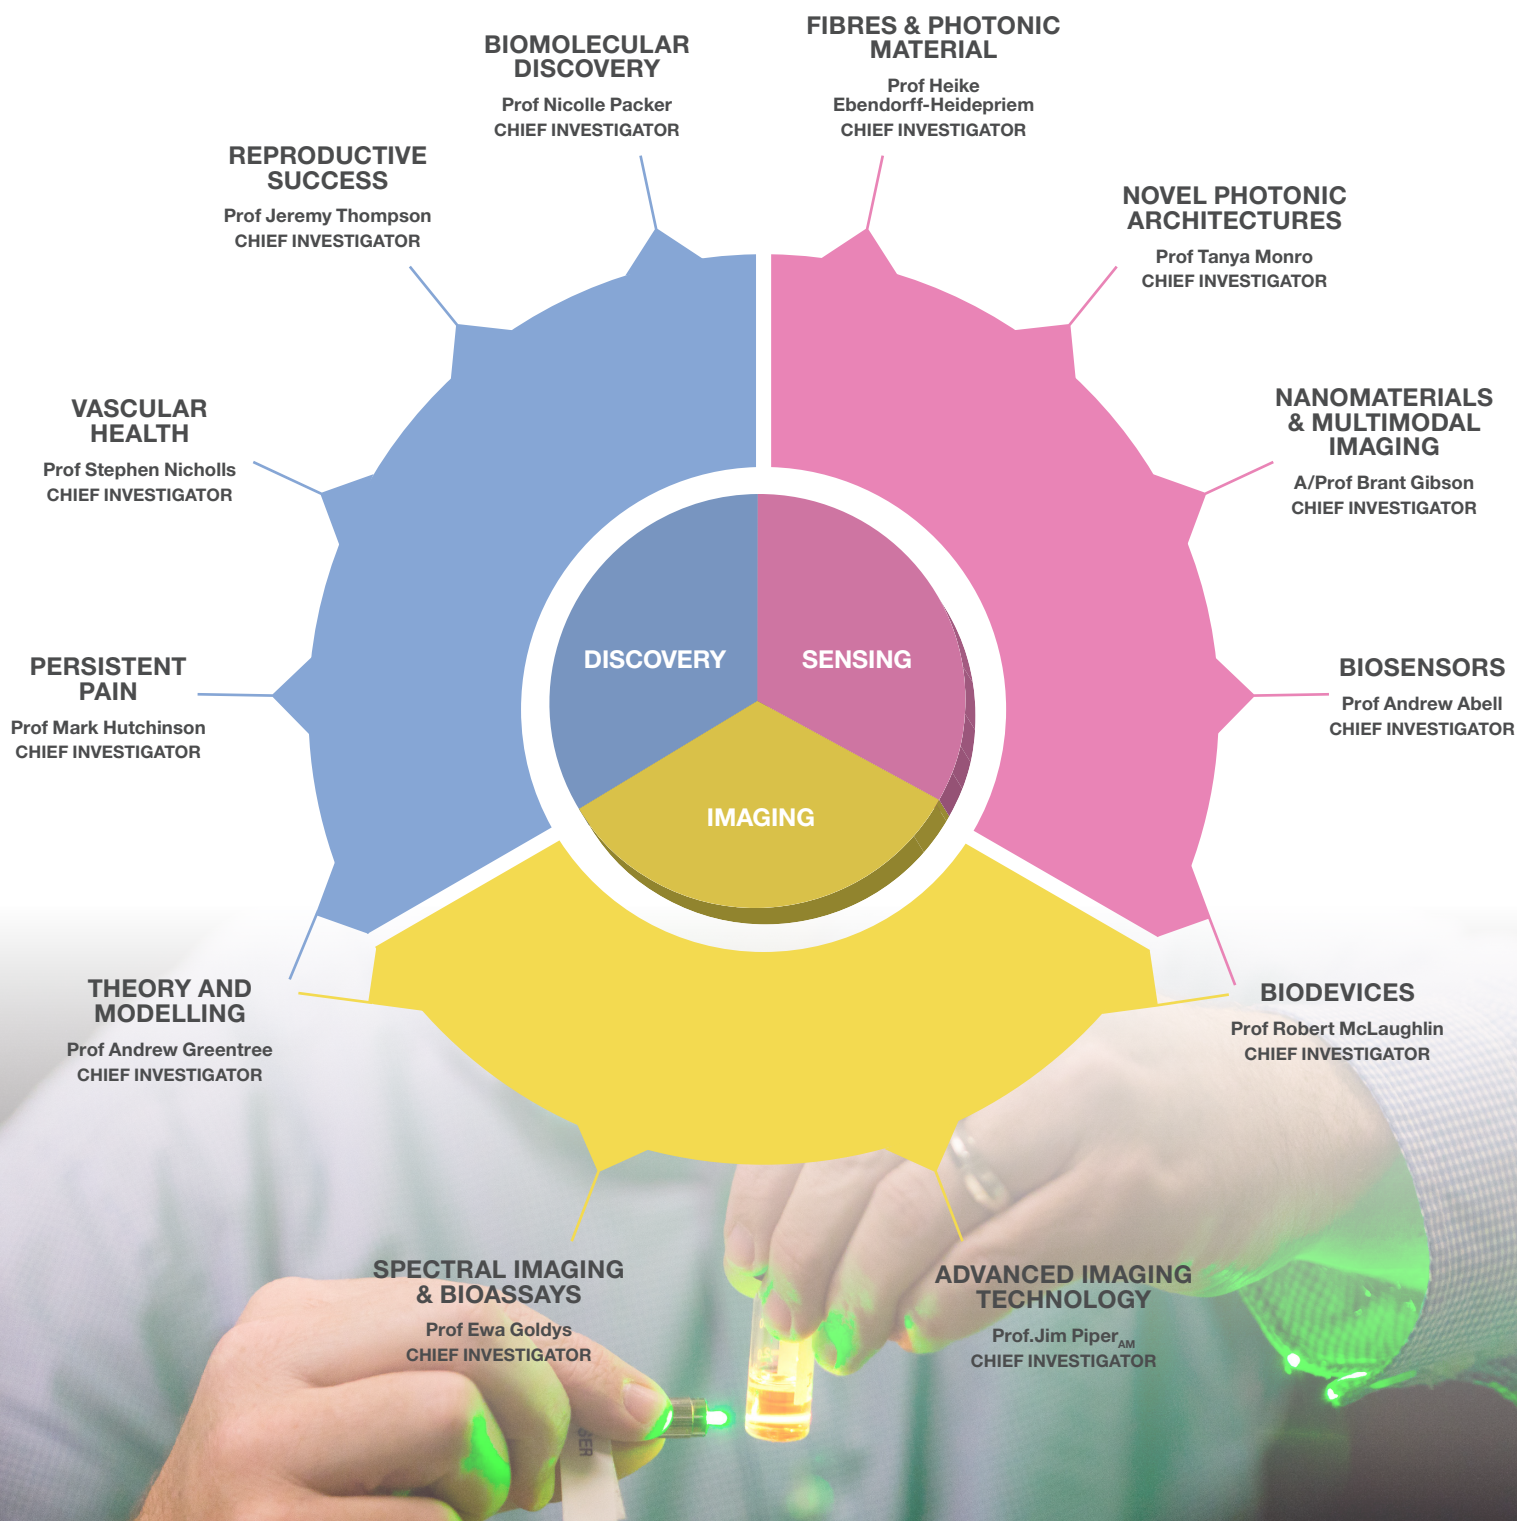 FIBRES & PHOTONIC
MATERIAL
Prof Heike
Ebendorff-Heidepriem
CHIEF INVESTIGATOR
BIOMOLECULAR
DISCOVERY
Prof Nicolle Packer
CHIEF INVESTIGATOR
REPRODUCTIVE
SUCCESS
Prof Jeremy Thompson
CHIEF INVESTIGATOR
NOVEL PHOTONIC
ARCHITECTURES
Prof Tanya Monro
CHIEF INVESTIGATOR
VASCULAR
HEALTH
Prof Stephen Nicholls
CHIEF INVESTIGATOR
NANOMATERIALS
& MULTIMODAL
IMAGING
A/Prof Brant Gibson
CHIEF INVESTIGATOR
DISCOVERY
SENSING
IMAGING
PERSISTENT
PAIN
Prof Mark Hutchinson
CHIEF INVESTIGATOR
BIOSENSORS
Prof Andrew Abell
CHIEF INVESTIGATOR
THEORY AND
MODELLING
Prof Andrew Greentree
CHIEF INVESTIGATOR
BIODEVICES
Prof Robert McLaughlin
CHIEF INVESTIGATOR
SPECTRAL IMAGING
& BIOASSAYS
Prof Ewa Goldys
CHIEF INVESTIGATOR
ADVANCED IMAGING
TECHNOLOGY
Prof.Jim Piper AM
CHIEF INVESTIGATOR